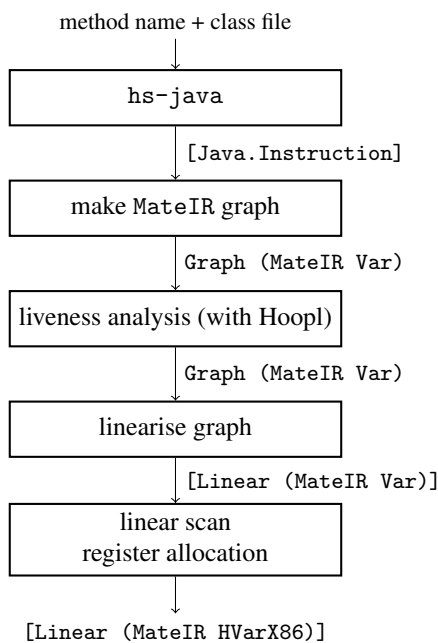 method name + class file
hs-java
[Java.Instruction]
make MateIR graph
Graph (MateIR Var)
liveness analysis (with Hoopl)
Graph (MateIR Var)
linearise graph
[Linear (MateIR Var)]
linear scan
register allocation
[Linear (MateIR HVarX86)]